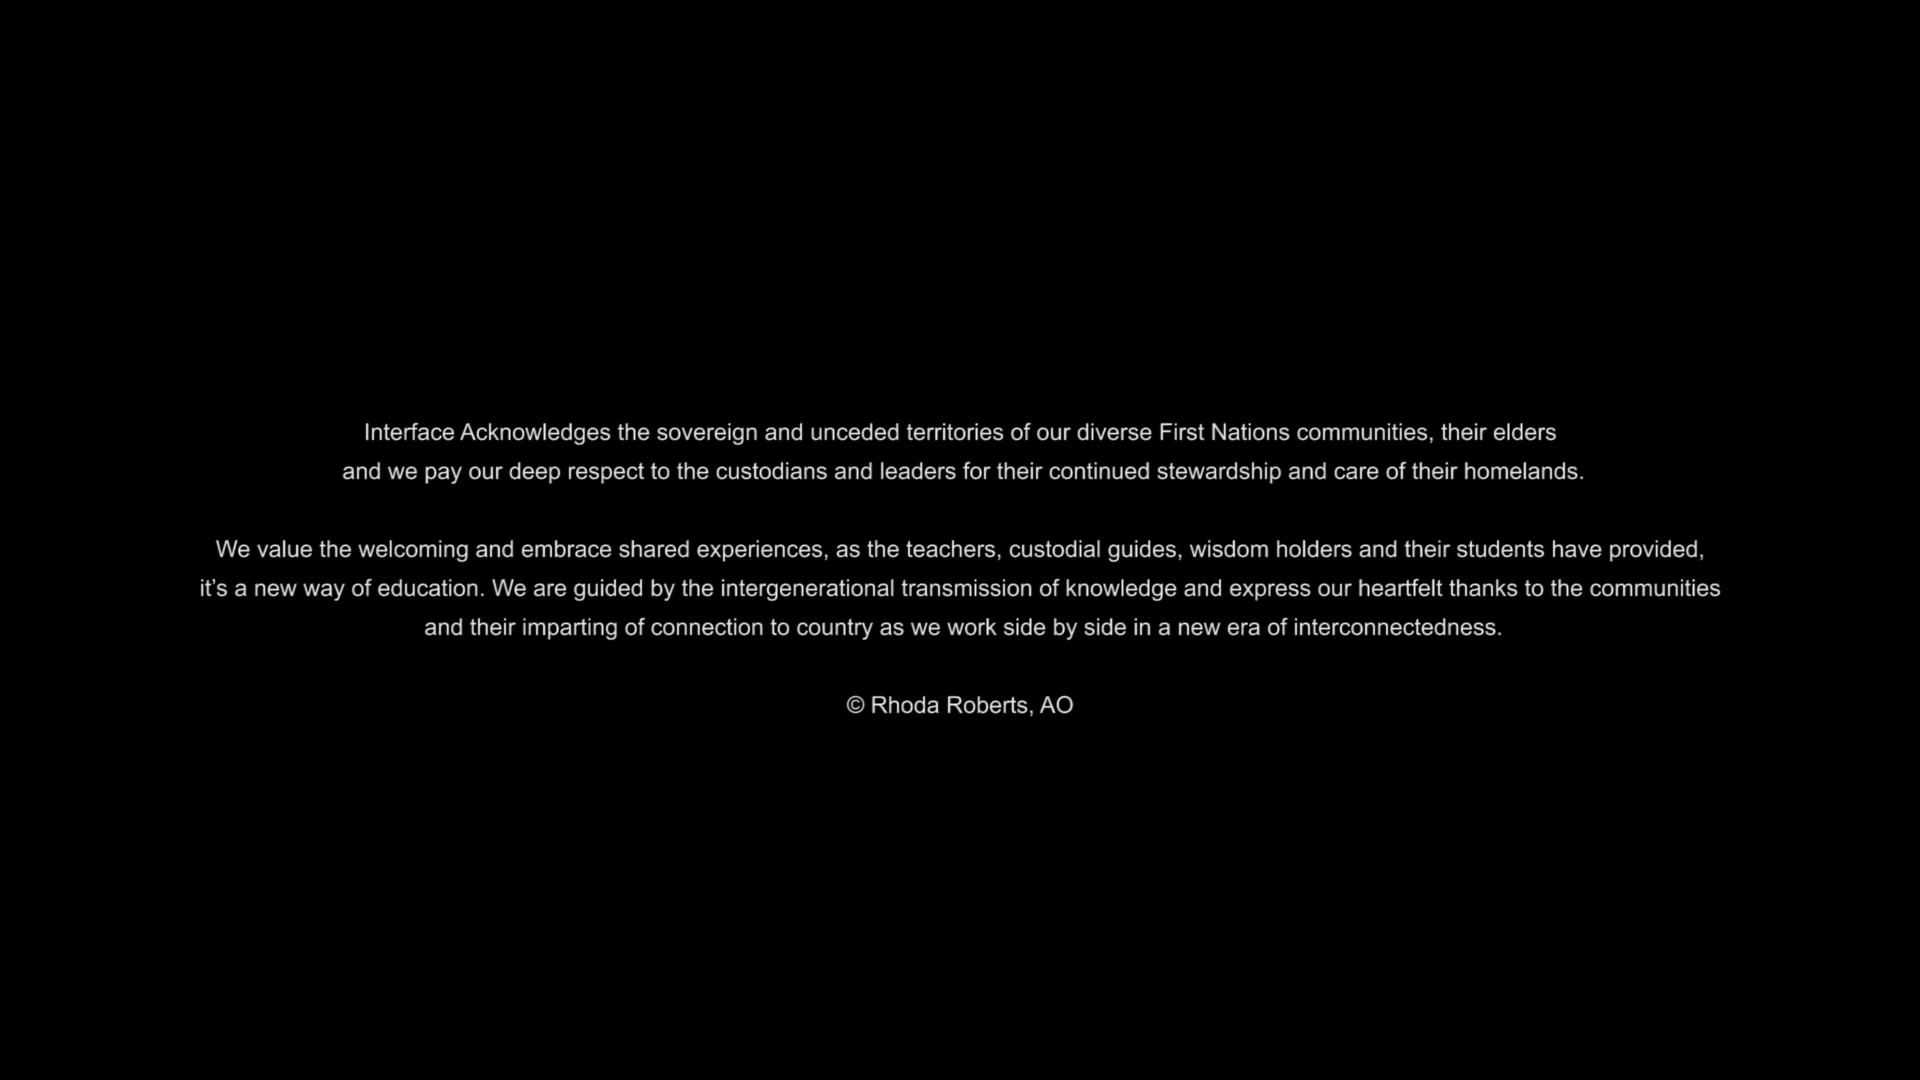 Interface Acknowledges the sovereign and unceded territories of our diverse First Nations communities, their elders
and we pay our deep respect to the custodians and leaders for their continued stewardship and care of their homelands.
We value the welcoming and embrace shared experiences, as the teachers, custodial guides, wisdom holders and their students have provided,
it’s a new way of education. We are guided by the intergenerational transmission of knowledge and express our heartfelt thanks to the communities
and their imparting of connection to country as we work side by side in a new era of interconnectedness.
© Rhoda Roberts, AO